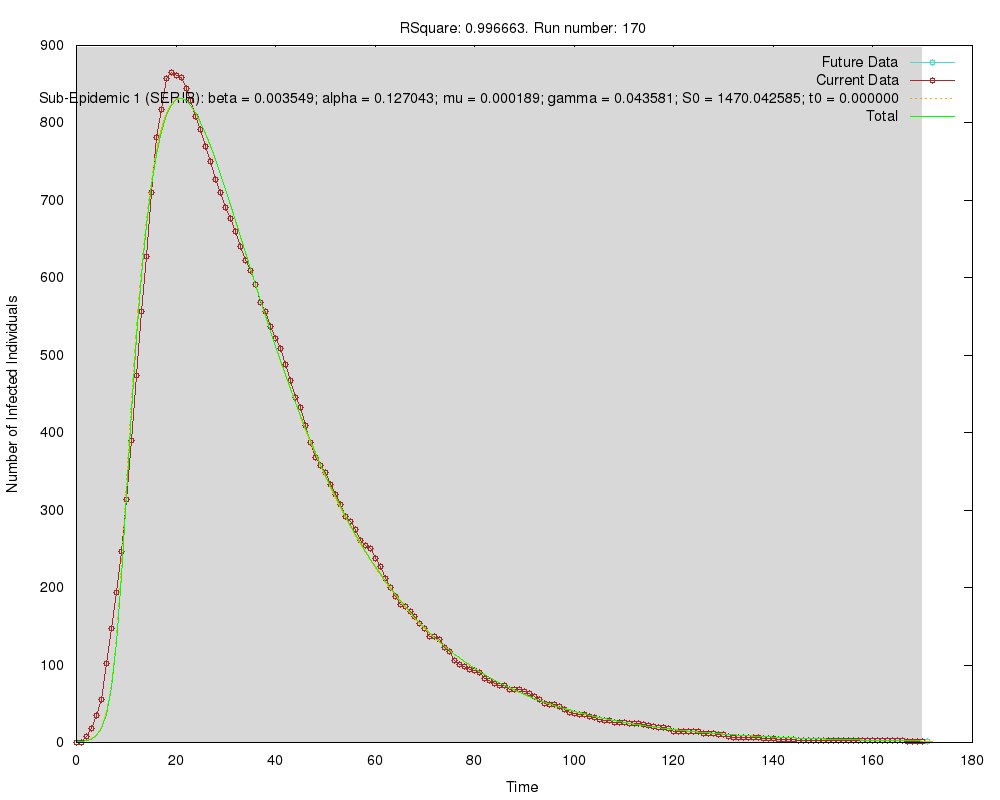 RSquare: 0.996663. Run number: 170
900
800
700
600
500
400
300
200
100
0
Number of Infected Individuals
Future Data
Current Data
Sub-Epidemic 1 (SEPIR): beta = 0.003549; alpha = 0.127043; mu = 0.000189; gamma = 0.043581; S0 = 1470.042585; t0 = 0.000000
Total
0 20 40 60 80 100 120 140 160 180
Time